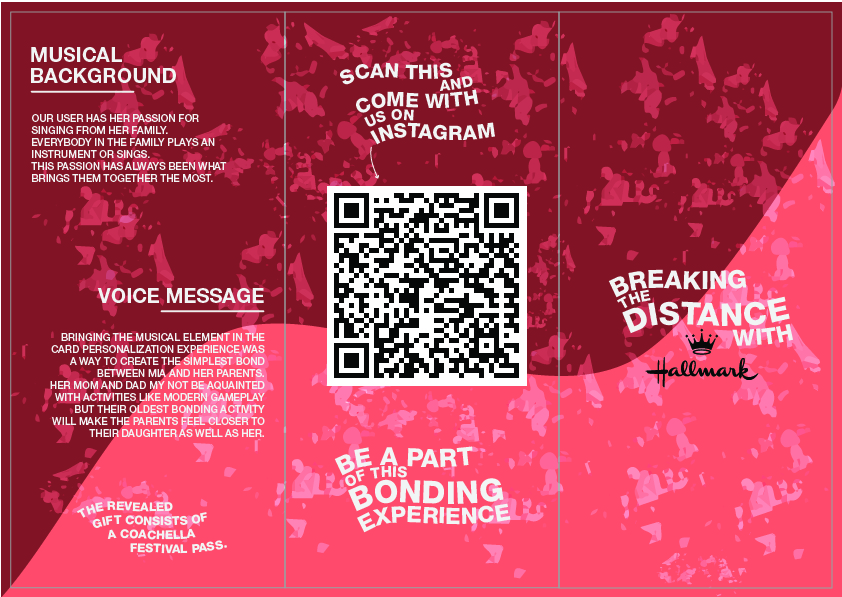 MUSICAL
BACKGROUND
OUR USER HAS HER PASSION FOR
SINGING FROM HER FAMILY.
EVERYBODY IN THE FAMILY PLAYS AN
INSTRUMENT OR SINGS.
THIS PASSION HAS ALWAYS BEEN WHAT
BRINGS THEM TOGETHER THE MOST.
VOICE MESSAGE
BRINGING THE MUSICAL ELEMENT IN THE
CARD PERSONALIZATION EXPERIENCE WAS
A WAY TO CREATE THE SIMPLEST BOND
BETWEEN MIA AND HER PARENTS.
HER MOM AND DAD MY NOT BE AQUAINTED
WITH ACTIVITIES LIKE MODERN GAMEPLAY
BUT THEIR OLDEST BONDING ACTIVITY
WILL MAKE THE PARENTS FEEL CLOSER TO
THEIR DAUGHTER AS WELL AS HER.
THE REVEALED
GIFT CONSISTS OF
A COACHELLA
FESTIVAL PASS.
SCAN THIS
AND
COME WITH
US ON
INSTAGRAM
BE A PART
OF THIS
BONDING
EXPERIENCE
BREAKING
THE
DISTANCE
WITH
Hallmark